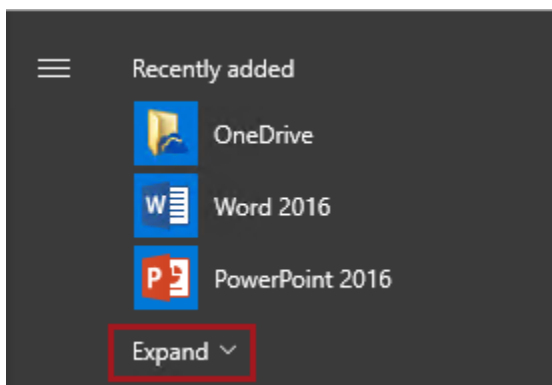 Recently added
OneDrive
Word 2016
PowerPoint 2016
Expand